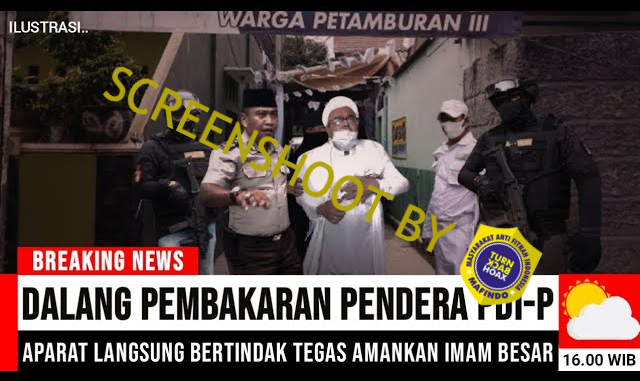 WARGA PETAMBURAN III
ILUSTRASI..
SCREENSHOOT BY
MASYARAKAT ANTI FITNAH INDONESIA
TURN
BACK
HOAX
MAFINDO
BREAKING NEWS
DALANG PEMBAKARAN PENDERA PDI-P
APARAT LANGSUNG BERTINDAK TEGAS AMANKAN IMAM BESAR
16.00 WIB